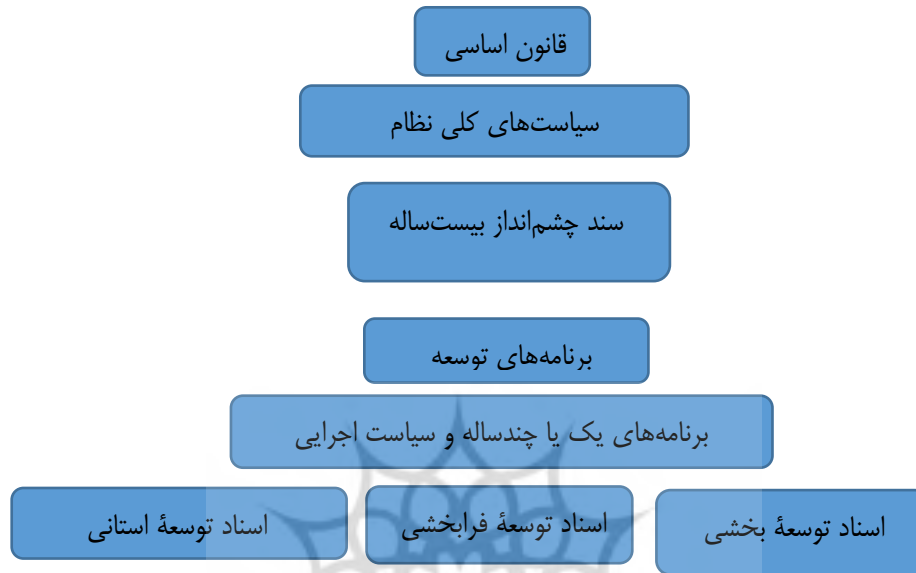 قانون اساسی
سیاست‌های کلی نظام
سند چشم‌انداز بیست‌ساله
برنامه‌های توسعه
برنامه‌های یک یا چندساله و سیاست اجرایی
اسناد توسعهٔ بخشی
اسناد توسعهٔ فرابخشی
اسناد توسعهٔ استانی